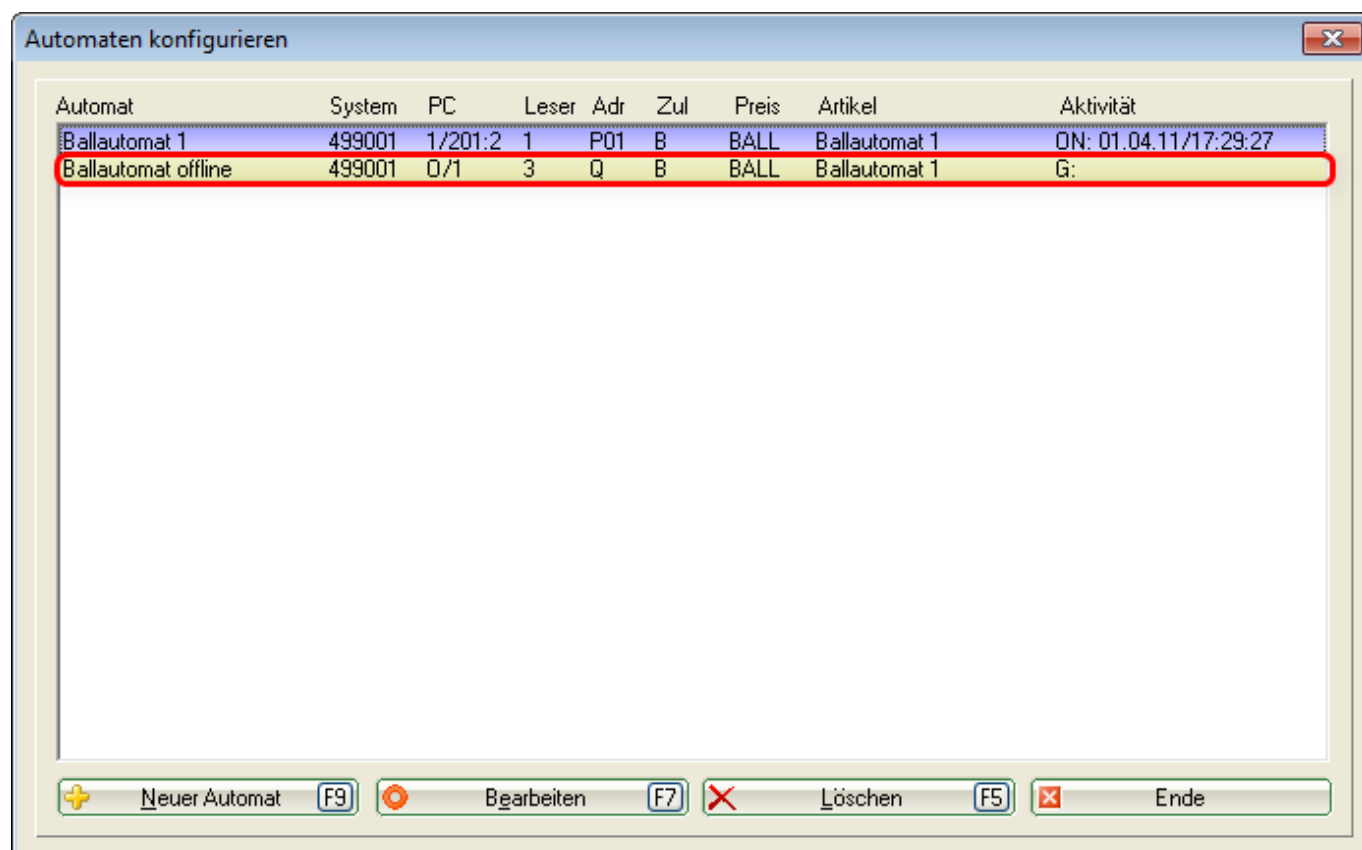 Automaten konfigurieren
Automat System PC Leser Adr Zul Preis Artikel Aktivität
Ballautomat 1 499001 1/201:2 1 P01 B BALL Ballautomat 1 ON: 01.04.11/17:29:27
Ballautomat offline 499001 O/1 3 Q B BALL Ballautomat 1 G:
Neuer Automat F9 Bearbeiten F7 Löschen F5 Ende